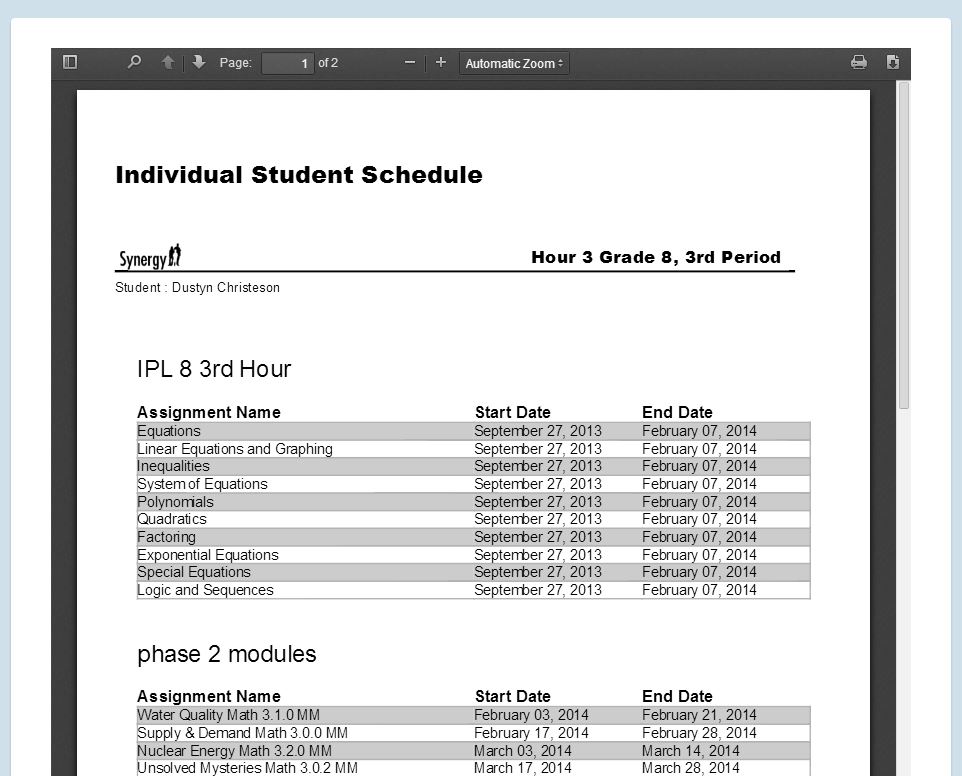 Page: 1 of 2 Automatic Zoom
Individual Student Schedule
Synergy Hour 3 Grade 8, 3rd Period
Student : Dustyn Christeson
IPL 8 3rd Hour
Assignment Name Start Date End Date
Equations September 27, 2013 February 07, 2014
Linear Equations and Graphing September 27, 2013 February 07, 2014
Inequalities September 27, 2013 February 07, 2014
System of Equations September 27, 2013 February 07, 2014
Polynomials September 27, 2013 February 07, 2014
Quadratics September 27, 2013 February 07, 2014
Factoring September 27, 2013 February 07, 2014
Exponential Equations September 27, 2013 February 07, 2014
Special Equations September 27, 2013 February 07, 2014
Logic and Sequences September 27, 2013 February 07, 2014
phase 2 modules
Assignment Name Start Date End Date
Water Quality Math 3.1.0 MM February 03, 2014 February 21, 2014
Supply & Demand Math 3.0.0 MM February 17, 2014 February 28, 2014
Nuclear Energy Math 3.2.0 MM March 03, 2014 March 14, 2014
Unsolved Mysteries Math 3.0.2 MM March 17, 2014 March 28, 2014